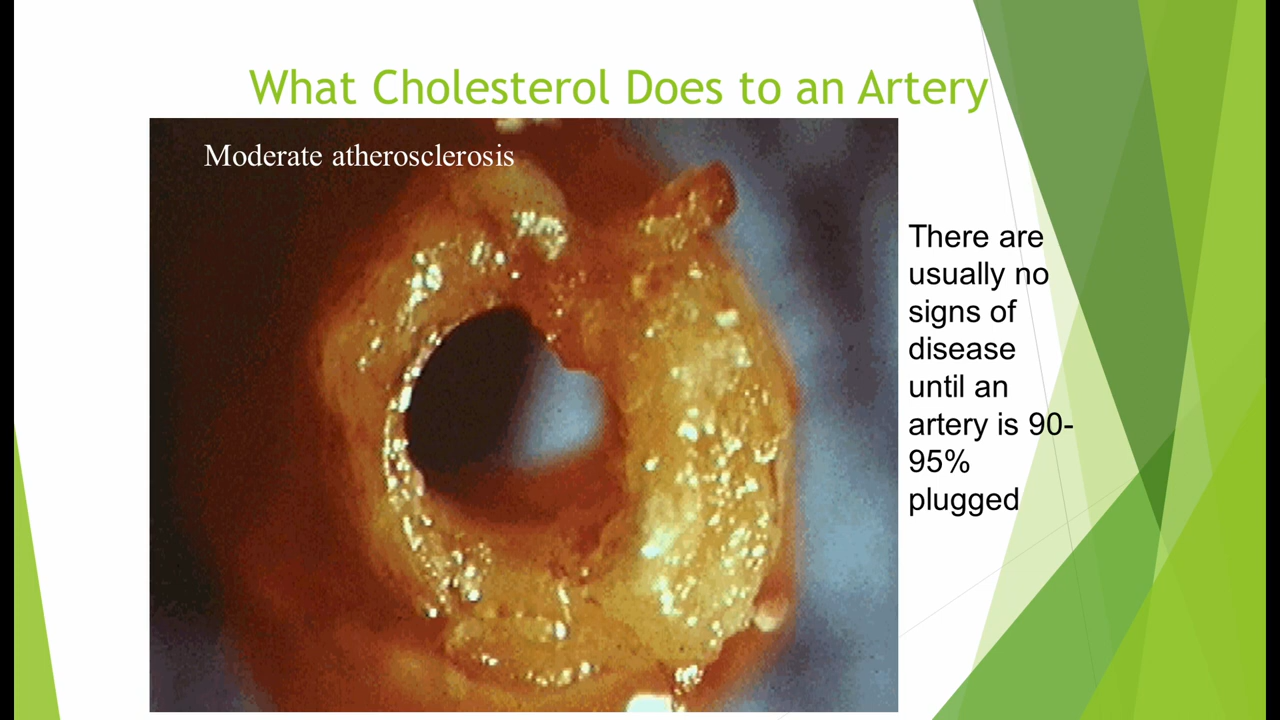 What Cholesterol Does to an Artery
Moderate atherosclerosis
There are
usually no
signs of
disease
until an
artery is 90-
95%
plugged